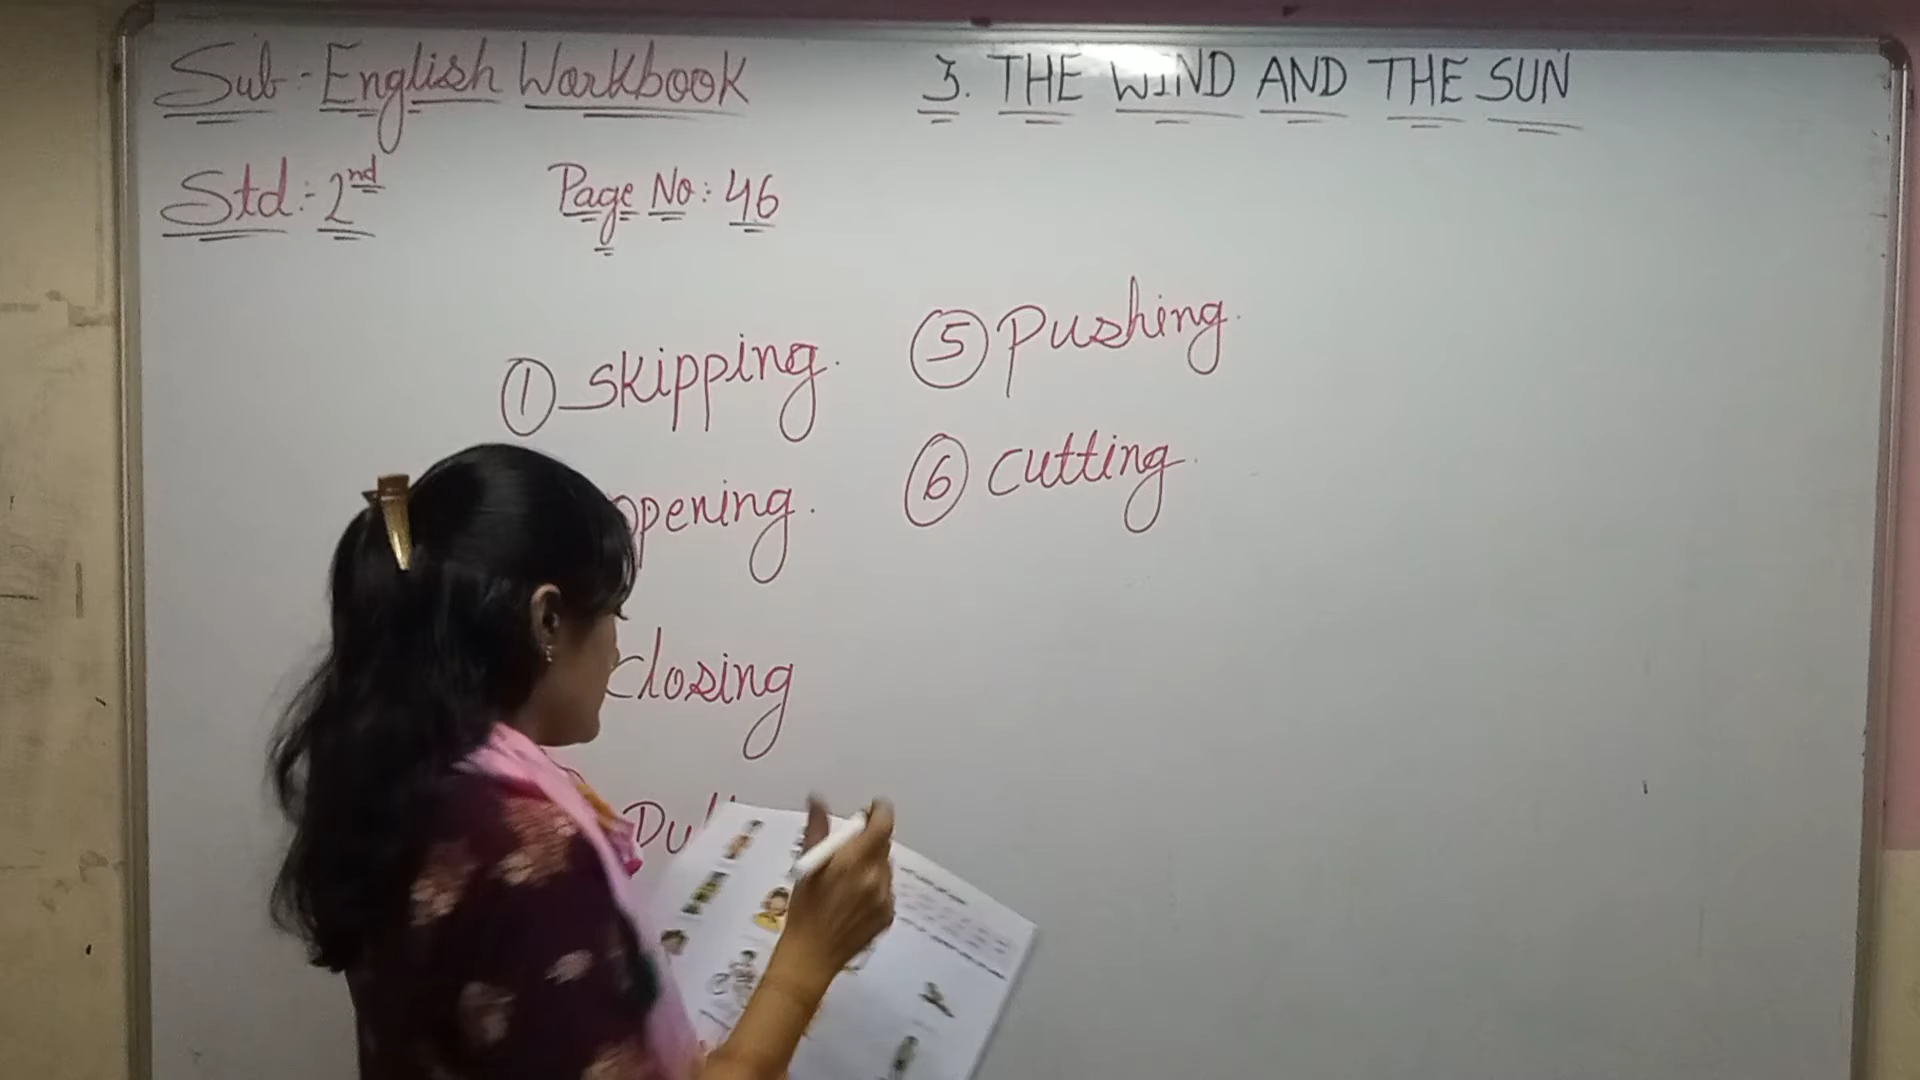 Sub:- English Workbook
Std:- 2nd
Page No: 46
3. THE WIND AND THE SUN
① skipping.
opening.
closing
⑤ Pushing.
⑥ cutting.